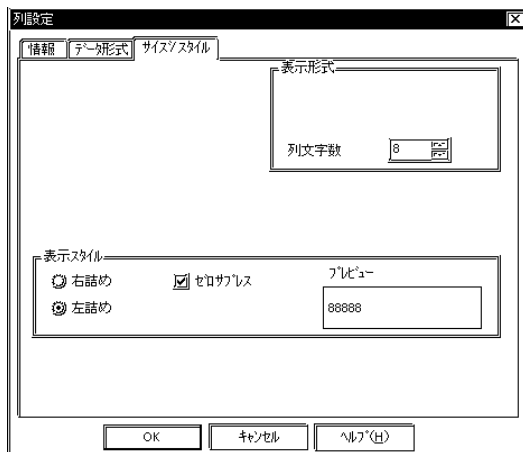 列設定
情報 ﾃﾞｰﾀ形式 ｻｲｽﾞ/ｽﾀｲﾙ
表示形式
列文字数 8
表示ｽﾀｲﾙ
右詰め ｾﾞﾛｻﾌﾟﾚｽ ﾌﾟﾚﾋﾞｭｰ
左詰め 88888
OK ｷｬﾝｾﾙ ﾍﾙﾌﾟ(H)